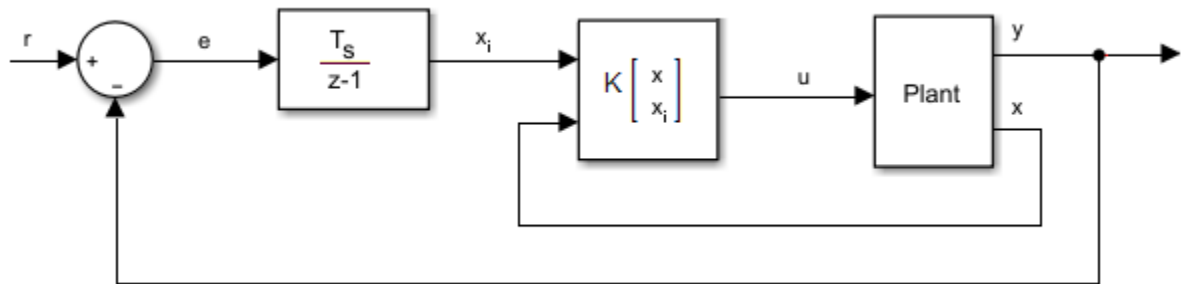 r
+
−
e
T_s
z-1
x_i
K [ x
x_i ]
u
Plant
y
x